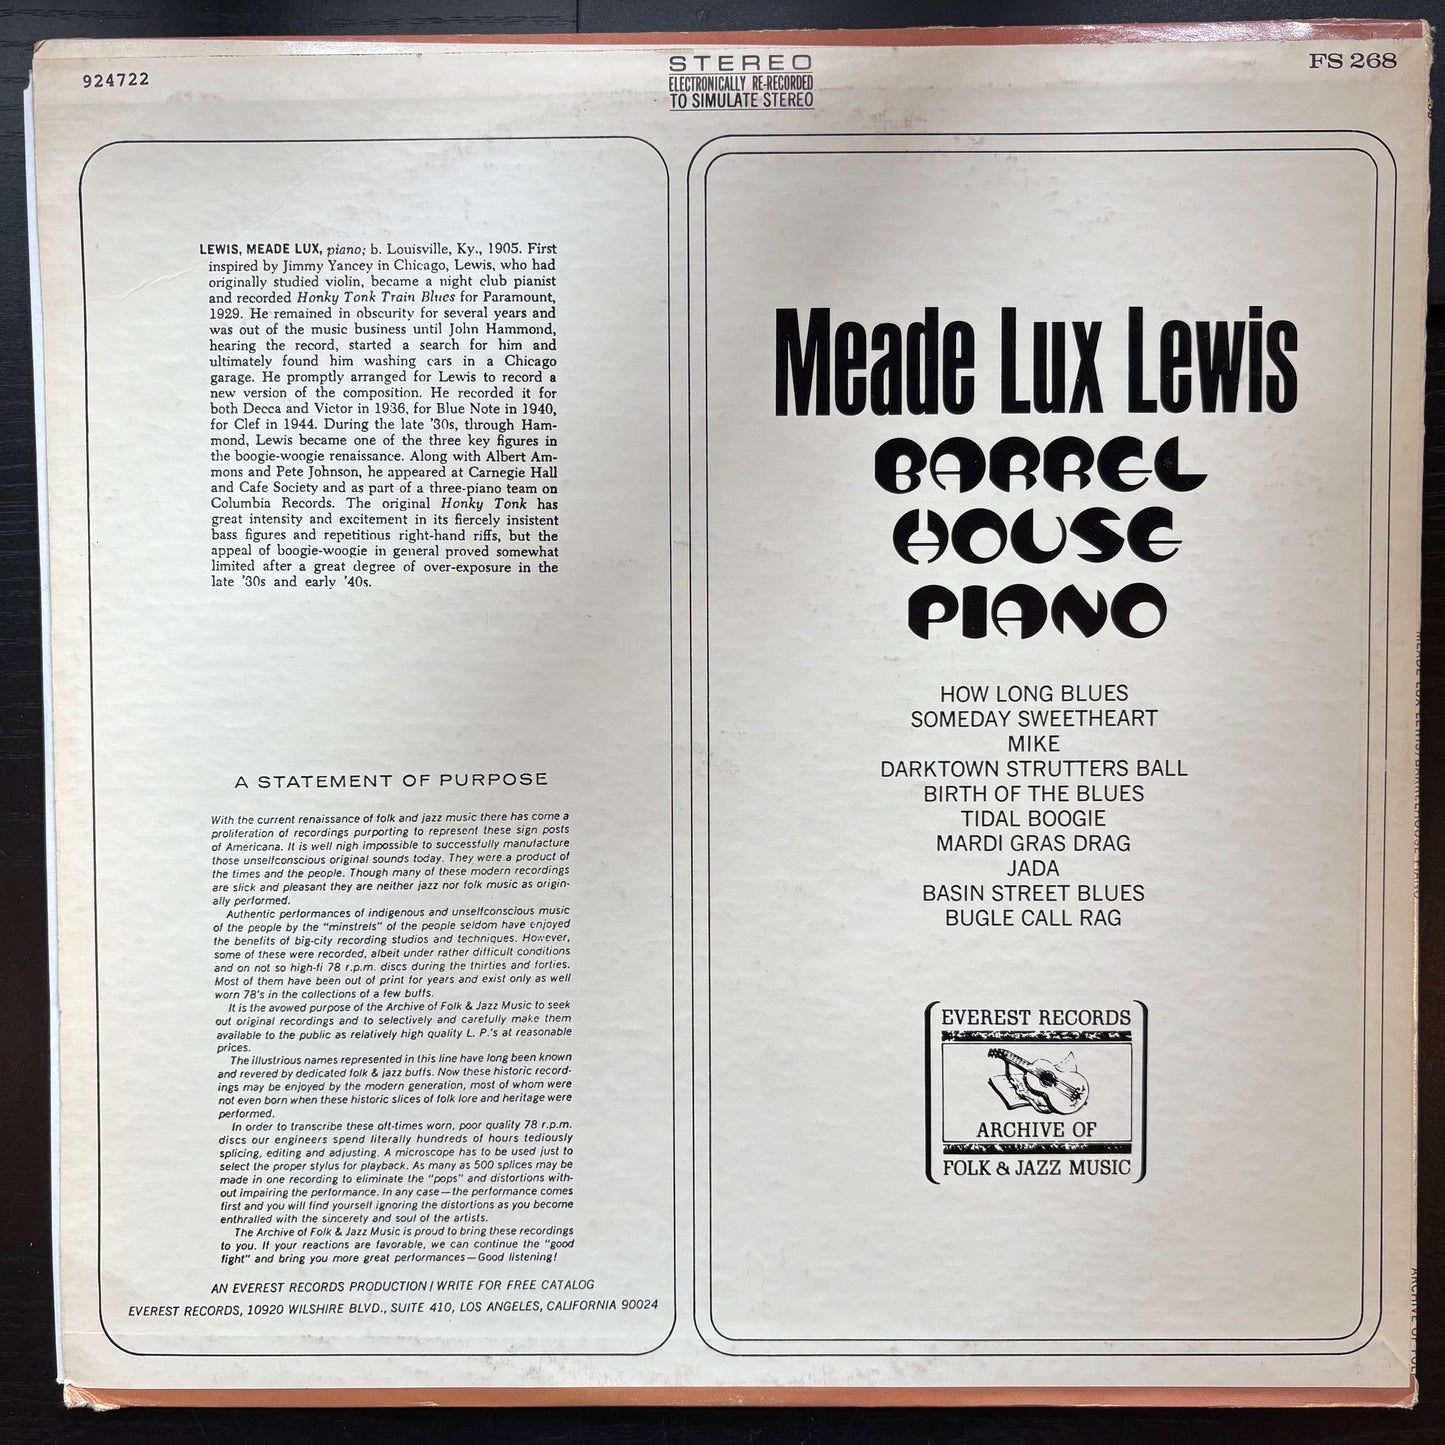 924722
STEREO
ELECTRONICALLY RE-RECORDED
TO SIMULATE STEREO
FS 268
LEWIS, MEADE LUX, piano; b. Louisville, Ky., 1905. First
inspired by Jimmy Yancey in Chicago, Lewis, who had
originally studied violin, became a night club pianist
and recorded Honky Tonk Train Blues for Paramount,
1929. He remained in obscurity for several years and
was out of the music business until John Hammond,
hearing the record, started a search for him and
ultimately found him washing cars in a Chicago
garage. He promptly arranged for Lewis to record a
new version of the composition. He recorded it for
both Decca and Victor in 1936, for Blue Note in 1940,
for Clef in 1944. During the late '30s, through Ham-
mond, Lewis became one of the three key figures in
the boogie-woogie renaissance. Along with Albert Am-
mons and Pete Johnson, he appeared at Carnegie Hall
and Cafe Society and as part of a three-piano team on
Columbia Records. The original Honky Tonk has
great intensity and excitement in its fiercely insistent
bass figures and repetitious right-hand riffs, but the
appeal of boogie-woogie in general proved somewhat
limited after a great degree of over-exposure in the
late '30s and early '40s.
A STATEMENT OF PURPOSE
With the current renaissance of folk and jazz music there has come a
proliferation of recordings purporting to represent these sign posts
of Americana. It is well nigh impossible to successfully manufacture
those unselfconscious original sounds today. They were a product of
the times and the people. Though many of these modern recordings
are slick and pleasant they are neither jazz nor folk music as origin-
ally performed.
Authentic performances of indigenous and unselfconscious music
of the people by the "minstrels" of the people seldom have enjoyed
the benefits of big-city recording studios and techniques. However,
some of these were recorded, albeit under rather difficult conditions
and on not so high-fi 78 r.p.m. discs during the thirties and forties.
Most of them have been out of print for years and exist only as well
worn 78's in the collections of a few buffs.
It is the avowed purpose of the Archive of Folk & Jazz Music to seek
out original recordings and to selectively and carefully make them
available to the public as relatively high quality L. P.'s at reasonable
prices.
The illustrious names represented in this line have long been known
and revered by dedicated folk & jazz buffs. Now these historic record-
ings may be enjoyed by the modern generation, most of whom were
not even born when these historic slices of folk lore and heritage were
performed.
In order to transcribe these oft-times worn, poor quality 78 r.p.m.
discs our engineers spend literally hundreds of hours tediously
splicing, editing and adjusting. A microscope has to be used just to
select the proper stylus for playback. As many as 500 splices may be
made in one recording to eliminate the "pops" and distortions with-
out impairing the performance. In any case—the performance comes
first and you will find yourself ignoring the distortions as you become
enthralled with the sincerety and soul of the artists.
The Archive of Folk & Jazz Music is proud to bring these recordings
to you. If your reactions are favorable, we can continue the "good
fight" and bring you more great performances—Good listening!
AN EVEREST RECORDS PRODUCTION / WRITE FOR FREE CATALOG
EVEREST RECORDS, 10920 WILSHIRE BLVD., SUITE 410, LOS ANGELES, CALIFORNIA 90024
Meade Lux Lewis
BARREL
HOUSE
PIANO
HOW LONG BLUES
SOMEDAY SWEETHEART
MIKE
DARKTOWN STRUTTERS BALL
BIRTH OF THE BLUES
TIDAL BOOGIE
MARDI GRAS DRAG
JADA
BASIN STREET BLUES
BUGLE CALL RAG
EVEREST RECORDS
ARCHIVE OF
FOLK & JAZZ MUSIC
MEADE LUX LEWIS/BARRELHOUSE PIANO
ARCHIVE OF